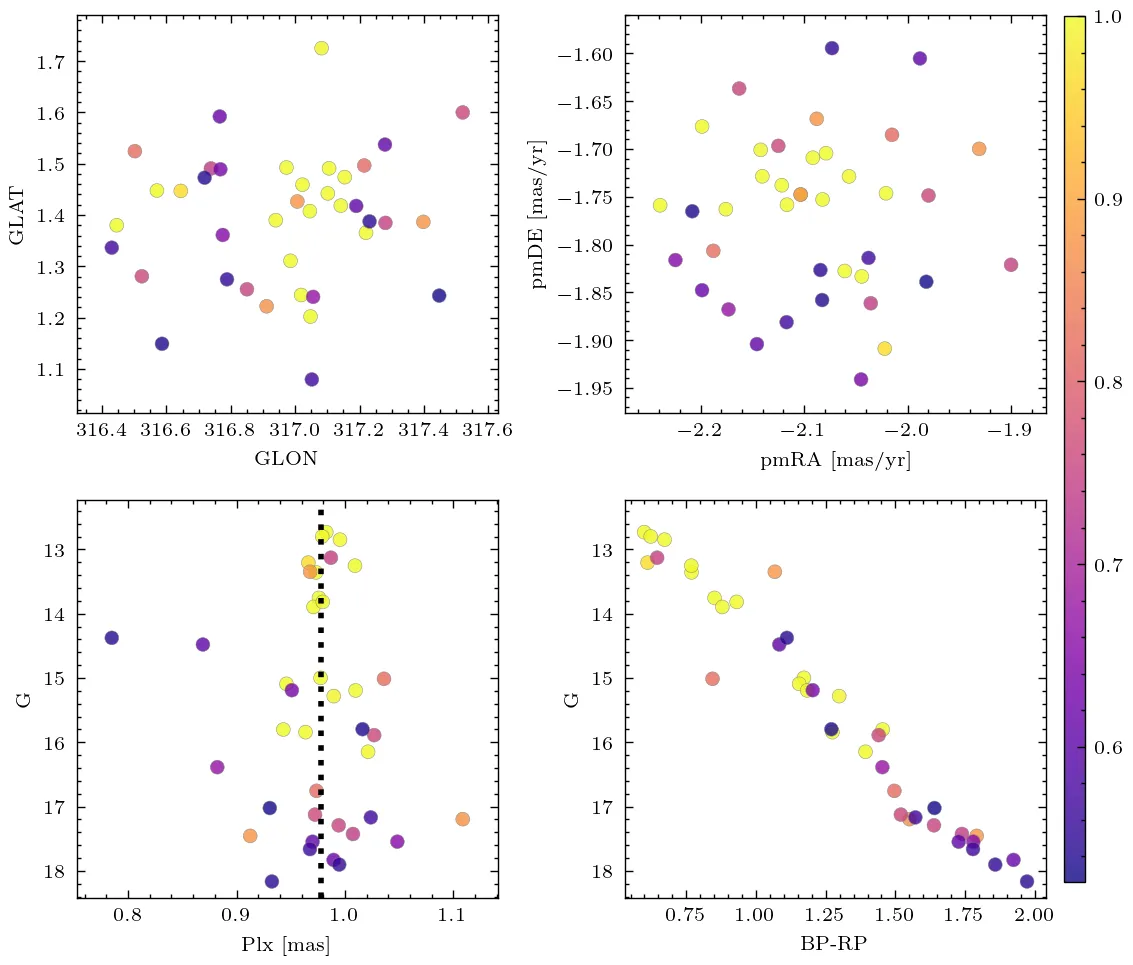 1.7
1.6
1.5
1.4
1.3
1.2
1.1
GLAT
316.4 316.6 316.8 317.0 317.2 317.4 317.6
GLON
−1.60
−1.65
−1.70
−1.75
−1.80
−1.85
−1.90
−1.95
pmDE [mas/yr]
−2.2 −2.1 −2.0 −1.9
pmRA [mas/yr]
13
14
15
16
17
18
G
0.8 0.9 1.0 1.1
Plx [mas]
13
14
15
16
17
18
G
0.75 1.00 1.25 1.50 1.75 2.00
BP-RP
1.0
0.9
0.8
0.7
0.6